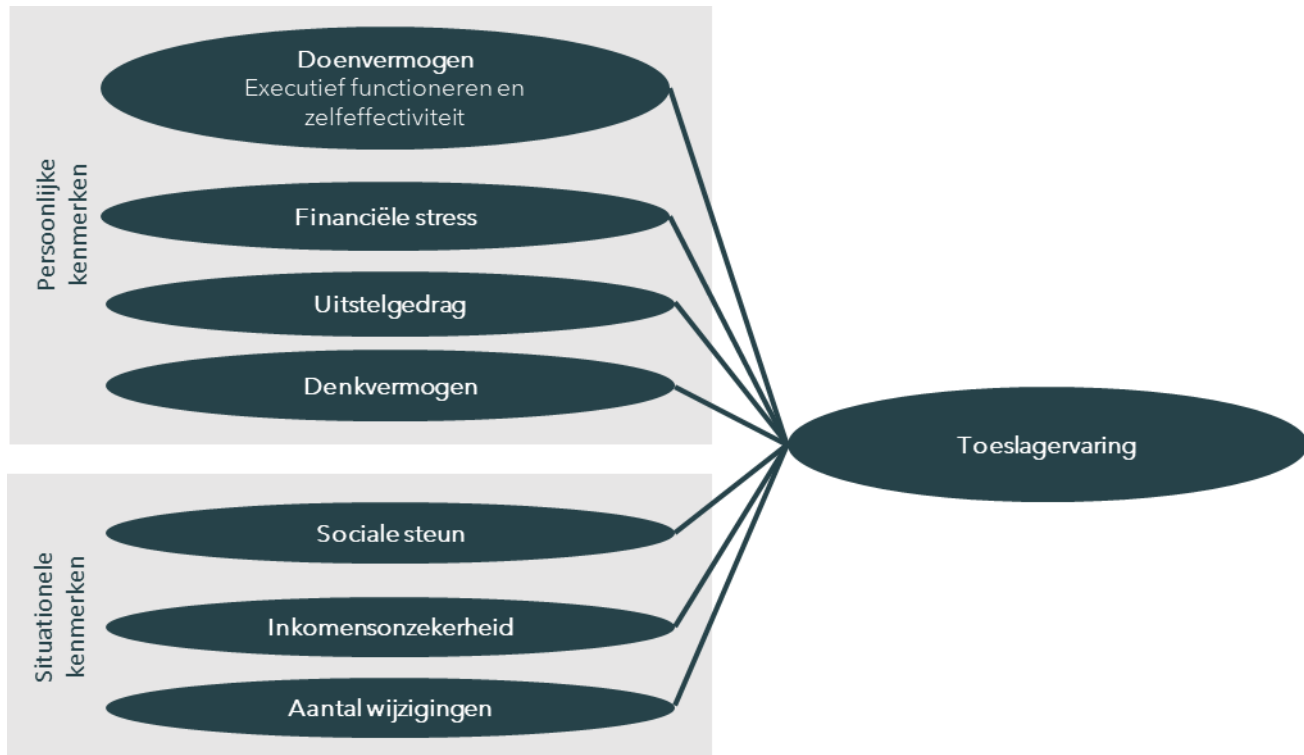 Persoonlijke
kenmerken
Doenvermogen
Executief functioneren en
zelfeffectiviteit
Financiële stress
Uitstelgedrag
Denkvermogen
Toeslagervaring
Situationele
kenmerken
Sociale steun
Inkomensonzekerheid
Aantal wijzigingen